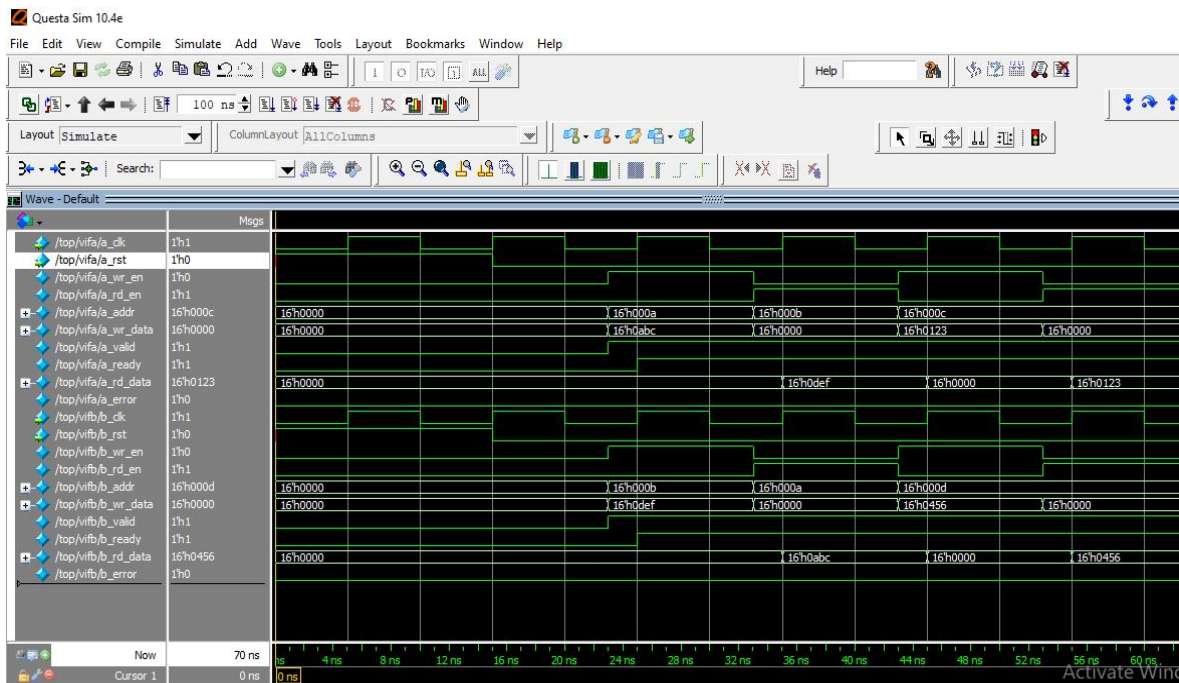 Questa Sim 10.4e
File Edit View Compile Simulate Add Wave Tools Layout Bookmarks Window Help
1 0 I/O ALL Help
100 ns
Layout Simulate ColumnLayout AllColumns
Search:
Wave - Default
Msgs
/top/vifa/a_clk 1'h1
/top/vifa/a_rst 1'h0
/top/vifa/a_wr_en 1'h0
/top/vifa/a_rd_en 1'h1
/top/vifa/a_addr 16'h000c 16'h0000 16'h000a 16'h000b 16'h000c
/top/vifa/a_wr_data 16'h0000 16'h0000 16'h0abc 16'h0000 16'h0123 16'h0000
/top/vifa/a_valid 1'h1
/top/vifa/a_ready 1'h1
/top/vifa/a_rd_data 16'h0123 16'h0000 16'h0def 16'h0000 16'h0123
/top/vifa/a_error 1'h0
/top/vifb/b_clk 1'h1
/top/vifb/b_rst 1'h0
/top/vifb/b_wr_en 1'h0
/top/vifb/b_rd_en 1'h1
/top/vifb/b_addr 16'h000d 16'h0000 16'h000b 16'h000a 16'h000d
/top/vifb/b_wr_data 16'h0000 16'h0000 16'h0def 16'h0000 16'h0456 16'h0000
/top/vifb/b_valid 1'h1
/top/vifb/b_ready 1'h1
/top/vifb/b_rd_data 16'h0456 16'h0000 16'h0abc 16'h0000 16'h0456
/top/vifb/b_error 1'h0
Now 70 ns ns 4 ns 8 ns 12 ns 16 ns 20 ns 24 ns 28 ns 32 ns 36 ns 40 ns 44 ns 48 ns 52 ns 56 ns 60 ns
Cursor 1 0 ns 0 ns
Activate Wind